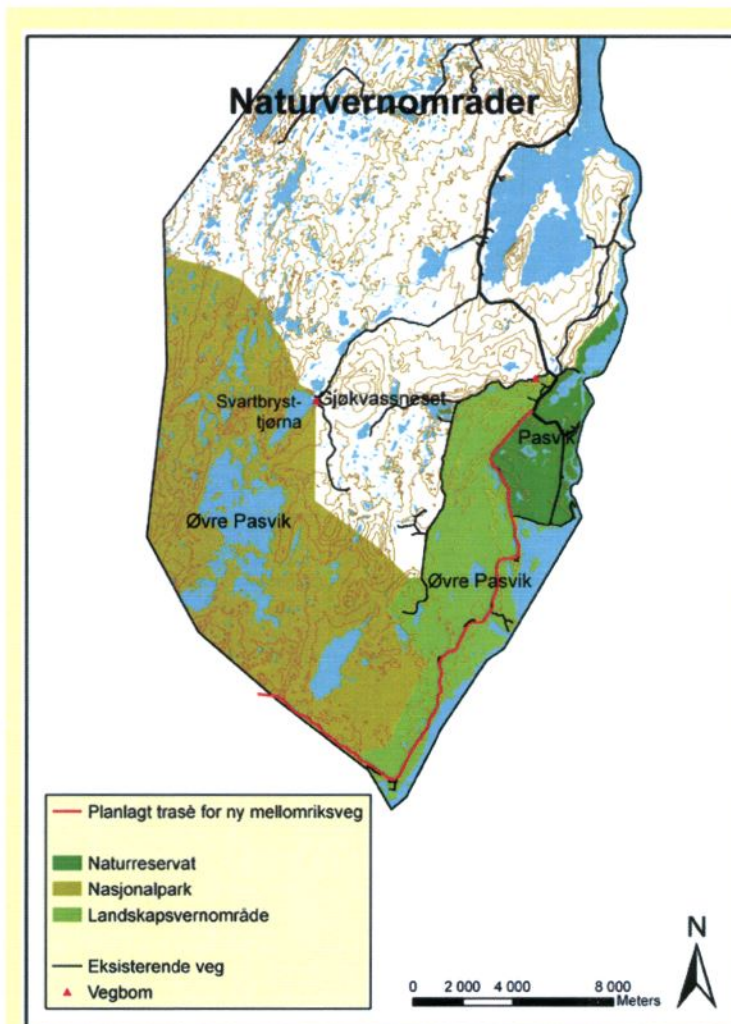 Naturvernområder
Svartbryst-
tjørna
Gjøkvassneset
Pasvik
Øvre Pasvik
Øvre Pasvik
Planlagt trasè for ny mellomriksveg
Naturreservat
Nasjonalpark
Landskapsvernområde
Eksisterende veg
Vegbom
N
0 2 000 4 000 8 000
Meters